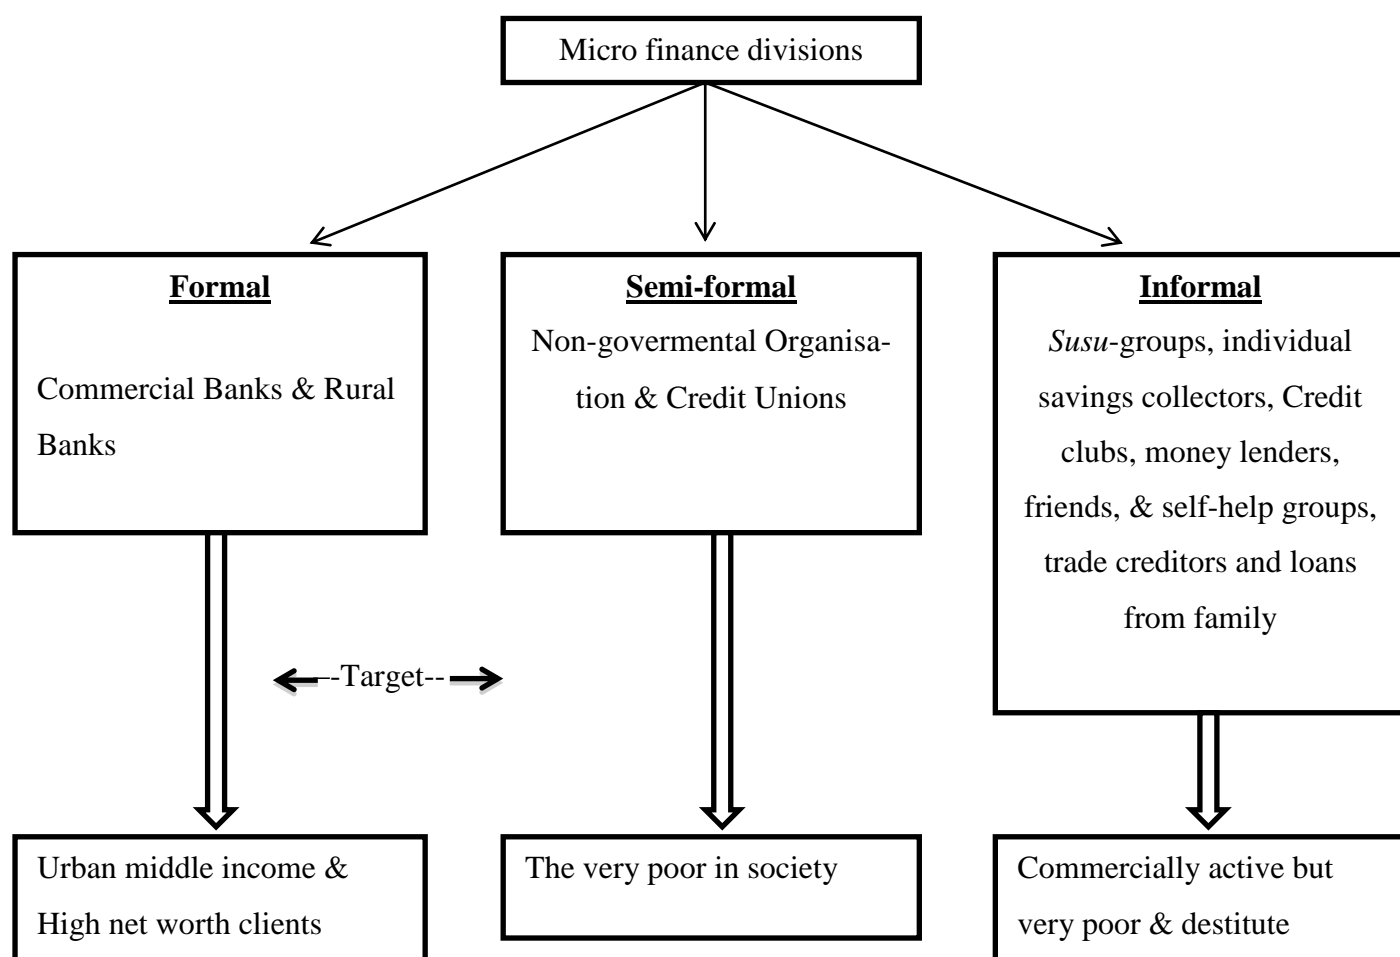 Micro finance divisions
Formal
Commercial Banks & Rural
Banks
Semi-formal
Non-govermental Organisa-
tion & Credit Unions
Informal
Susu-groups, individual
savings collectors, Credit
clubs, money lenders,
friends, & self-help groups,
trade creditors and loans
from family
--Target--
Urban middle income &
High net worth clients
The very poor in society
Commercially active but
very poor & destitute